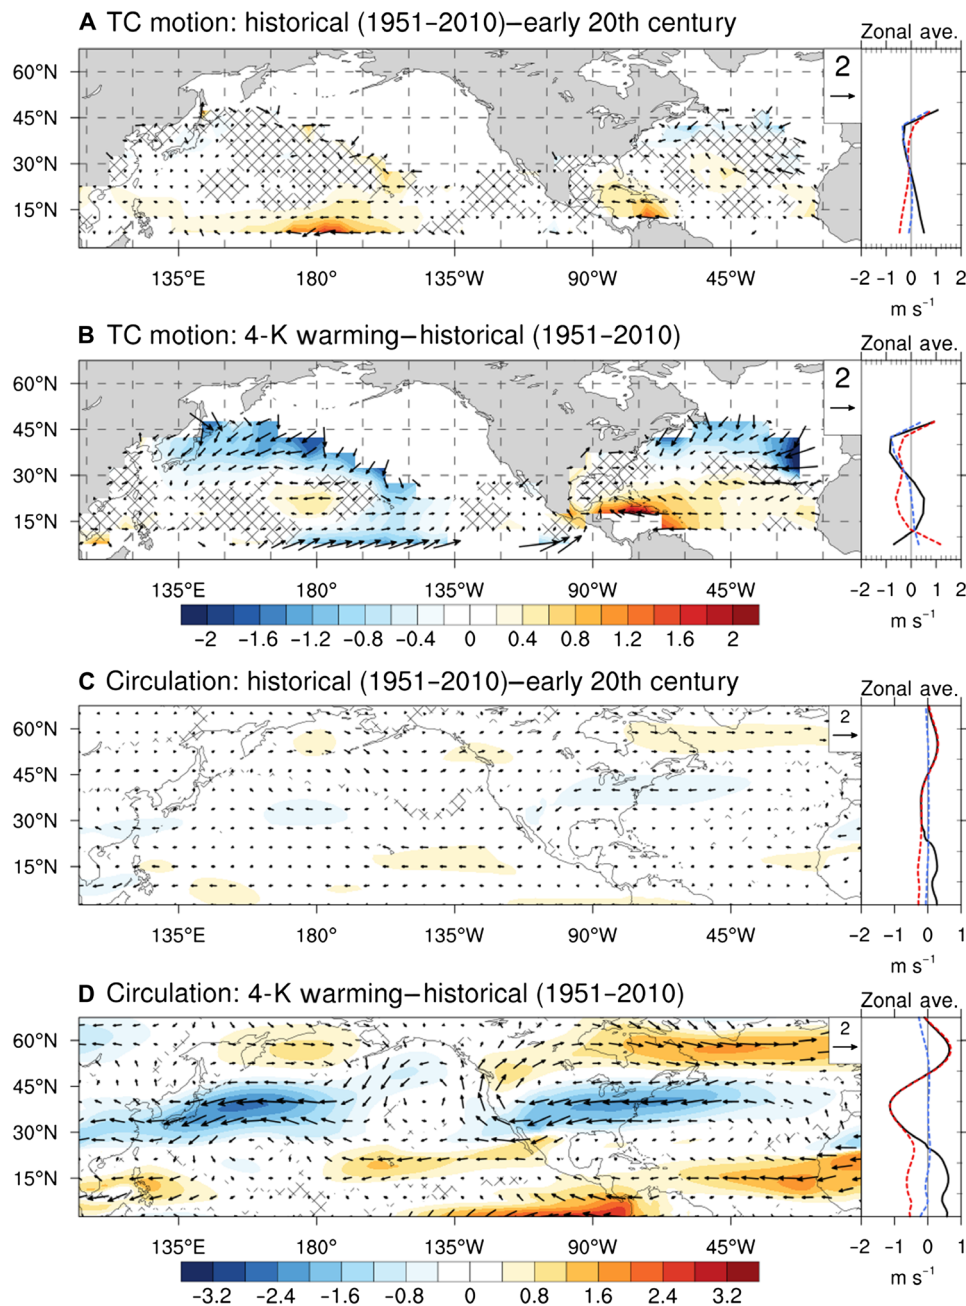 A TC motion: historical (1951–2010)–early 20th century
Zonal ave.
60°N
45°N
30°N
15°N
2
135°E 180° 135°W 90°W 45°W
−2 −1 0 1 2
m s⁻¹
B TC motion: 4-K warming–historical (1951–2010)
Zonal ave.
60°N
45°N
30°N
15°N
2
135°E 180° 135°W 90°W 45°W
−2 −1 0 1 2
m s⁻¹
−2 −1.6 −1.2 −0.8 −0.4 0 0.4 0.8 1.2 1.6 2
C Circulation: historical (1951–2010)–early 20th century
Zonal ave.
60°N
45°N
30°N
15°N
2
135°E 180° 135°W 90°W 45°W
−2 −1 0 1
m s⁻¹
D Circulation: 4-K warming–historical (1951–2010)
Zonal ave.
60°N
45°N
30°N
15°N
2
135°E 180° 135°W 90°W 45°W
−2 −1 0 1
m s⁻¹
−3.2 −2.4 −1.6 −0.8 0 0.8 1.6 2.4 3.2